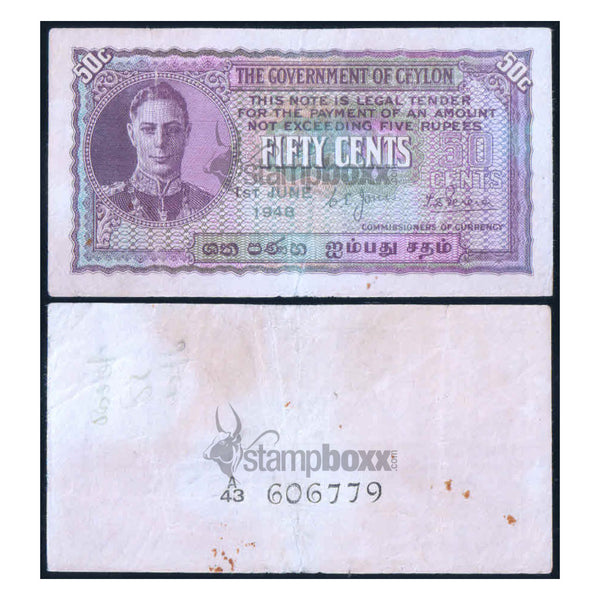 50c 50c
THE GOVERNMENT OF CEYLON
THIS NOTE IS LEGAL TENDER
FOR THE PAYMENT OF AN AMOUNT
NOT EXCEEDING FIVE RUPEES
FIFTY CENTS 50
CENTS
stampboxx
1ST JUNE
1948
COMMISSIONERS OF CURRENCY
ශත පණහ ஐம்பது சதம்
stampboxx.com
A
43 606779